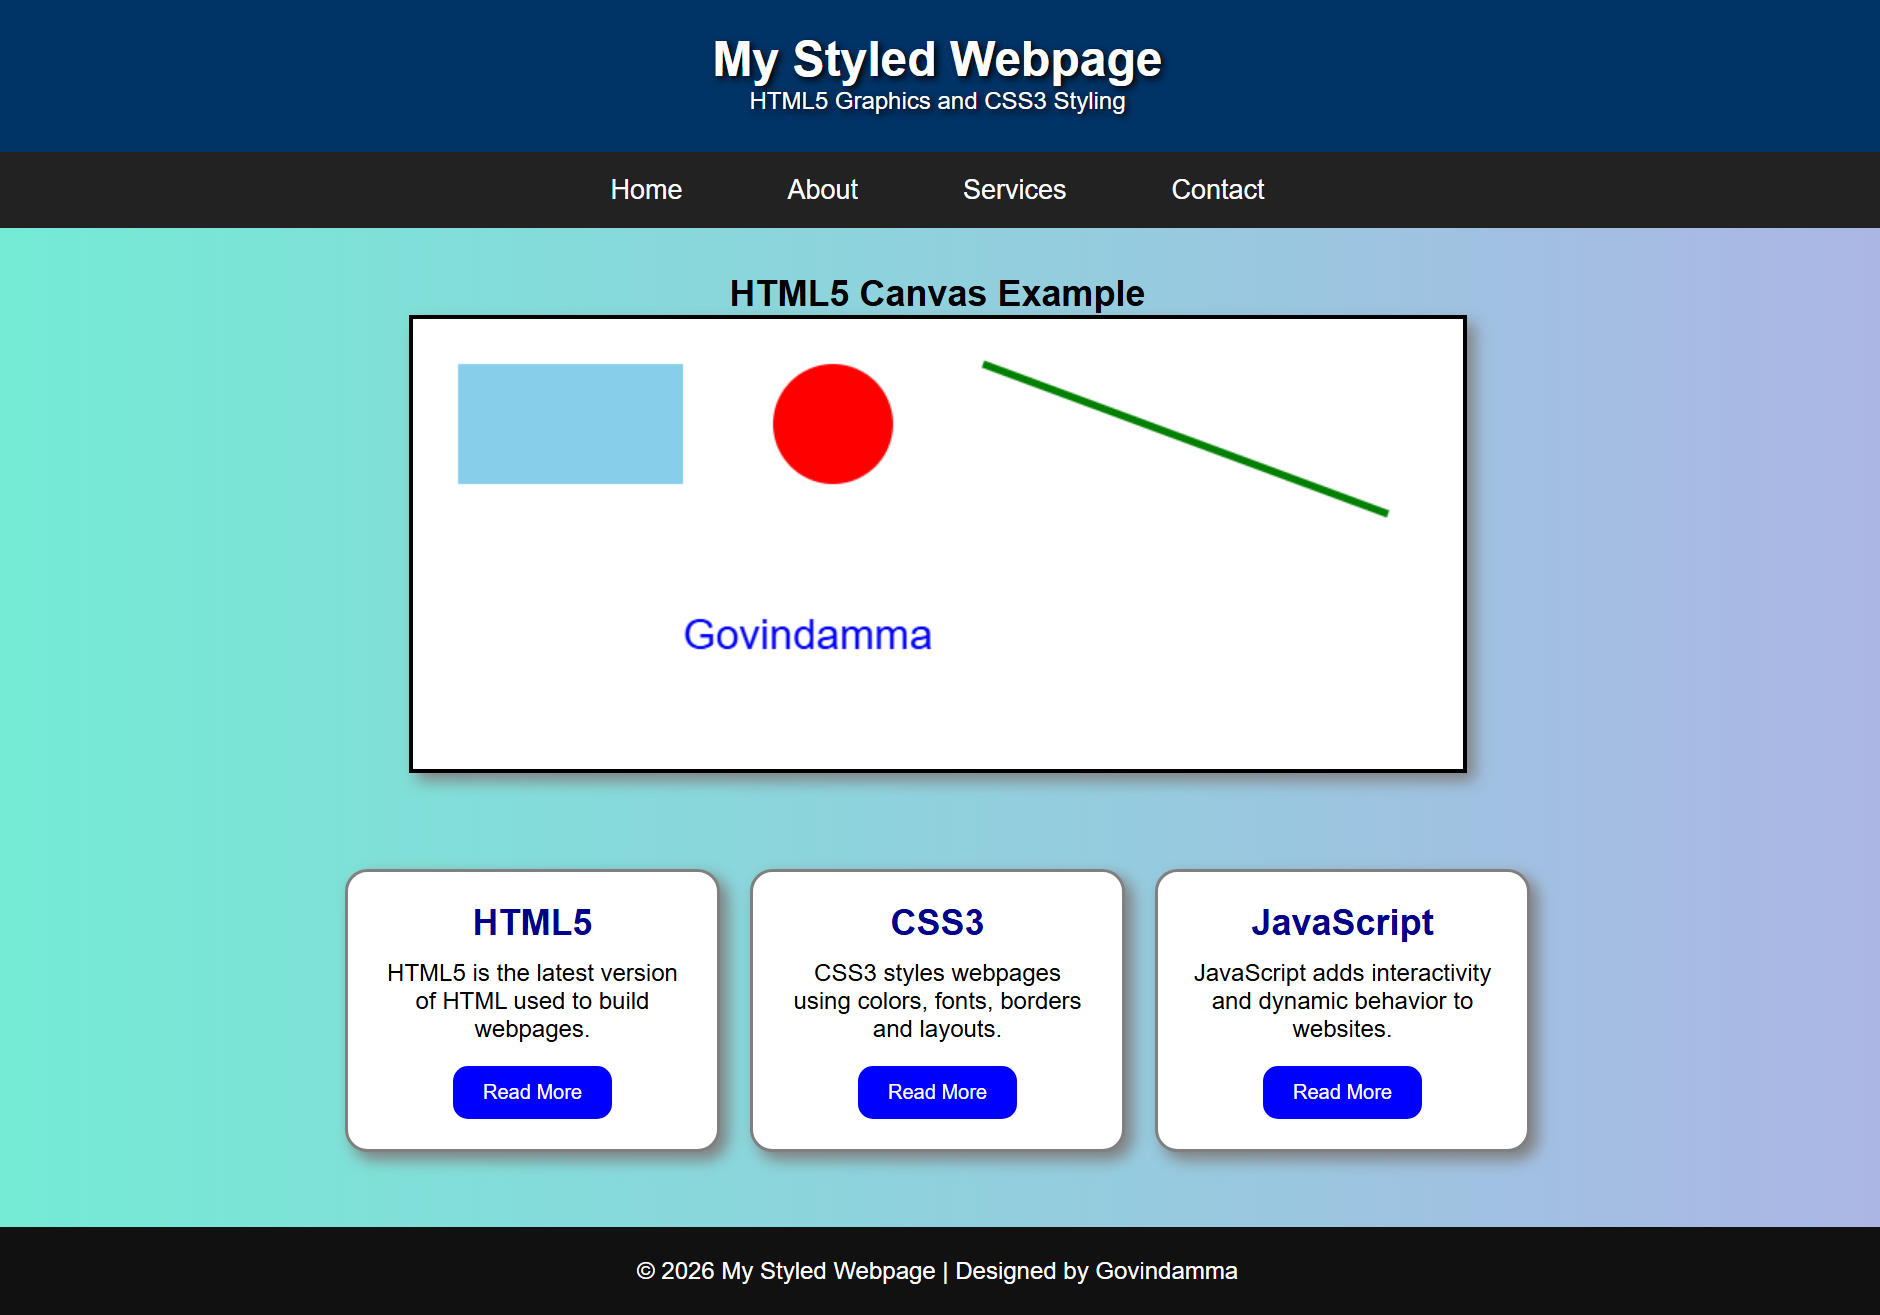 My Styled Webpage
HTML5 Graphics and CSS3 Styling
Home About Services Contact
HTML5 Canvas Example
Govindamma
HTML5
HTML5 is the latest version
of HTML used to build
webpages.
Read More
CSS3
CSS3 styles webpages
using colors, fonts, borders
and layouts.
Read More
JavaScript
JavaScript adds interactivity
and dynamic behavior to
websites.
Read More
© 2026 My Styled Webpage | Designed by Govindamma